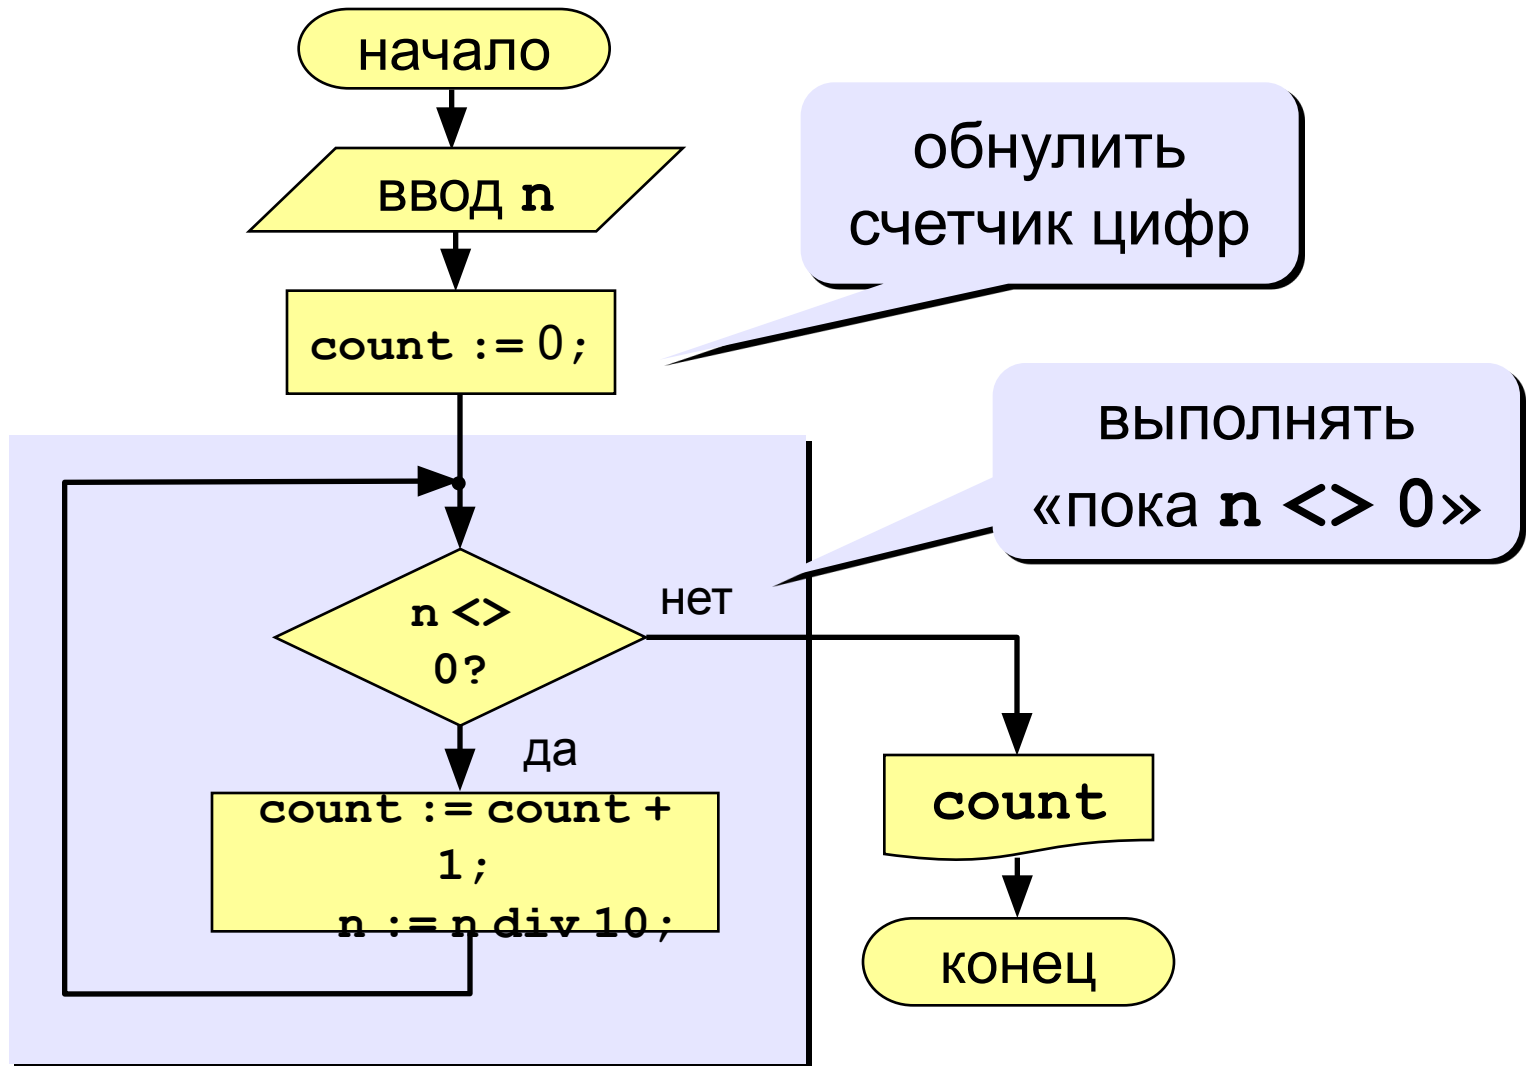 начало
ввод n
обнулить
счетчик цифр
count := 0;
выполнять
«пока n <> 0»
n <>
0?
нет
да
count := count +
1;
n := n div 10;
count
конец